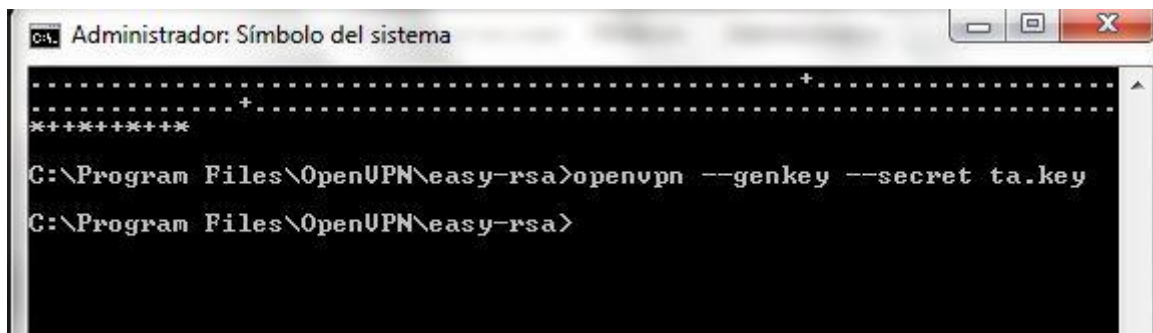 Administrador: Símbolo del sistema
....................................................+...................
..............+.........................................................
*++*++*++*
C:\Program Files\OpenVPN\easy-rsa>openvpn --genkey --secret ta.key
C:\Program Files\OpenVPN\easy-rsa>